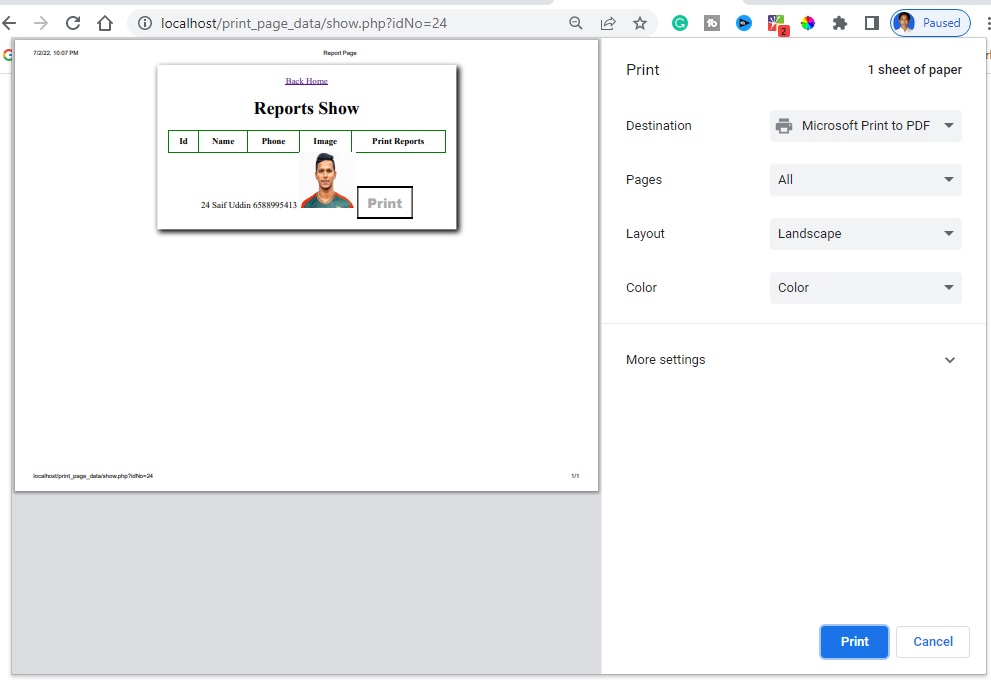 localhost/print_page_data/show.php?idNo=24
2
Paused
7/2/22, 10:07 PM Report Page
Back Home
Reports Show
Id Name Phone Image Print Reports
24 Saif Uddin 6588995413 Print
localhost/print_page_data/show.php?idNo=24 1/1
Print 1 sheet of paper
Destination Microsoft Print to PDF
Pages All
Layout Landscape
Color Color
More settings
Print Cancel